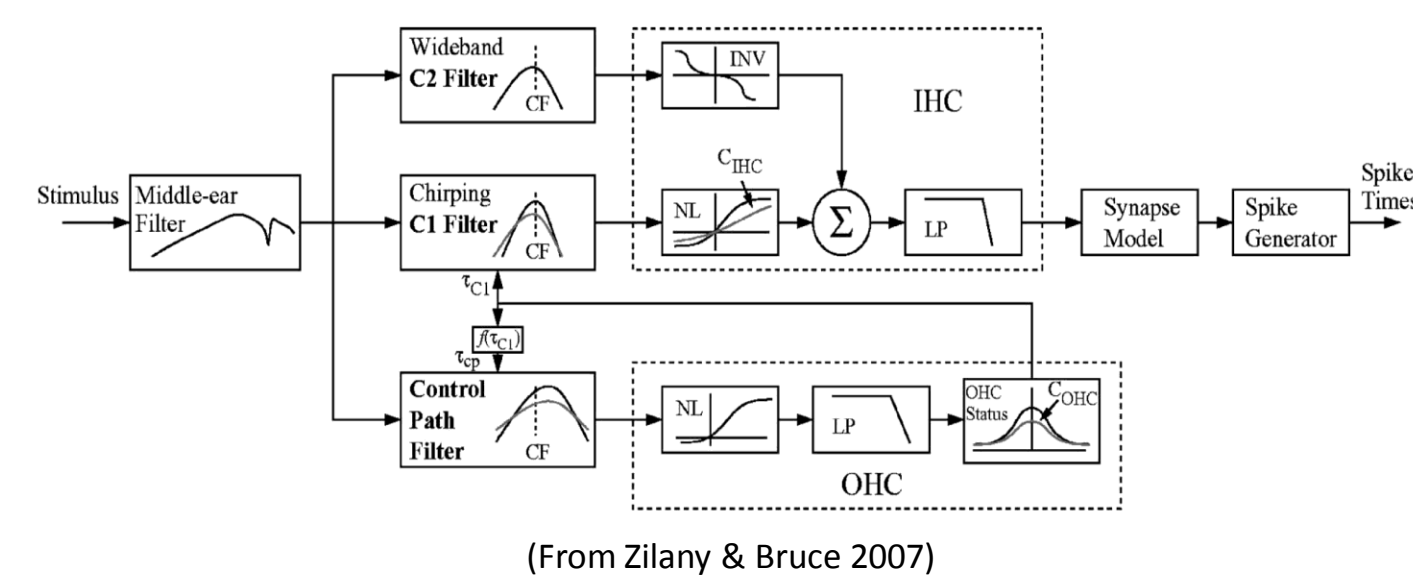 Wideband
C2 Filter
CF
INV
IHC
Stimulus
Middle-ear
Filter
Chirping
C1 Filter
CF
C_IHC
NL
Σ
LP
Synapse
Model
Spike
Generator
Spike
Times
τ_C1
f(τ_C1)
τ_cp
Control
Path
Filter
CF
NL
LP
OHC
Status
C_OHC
OHC
(From Zilany & Bruce 2007)